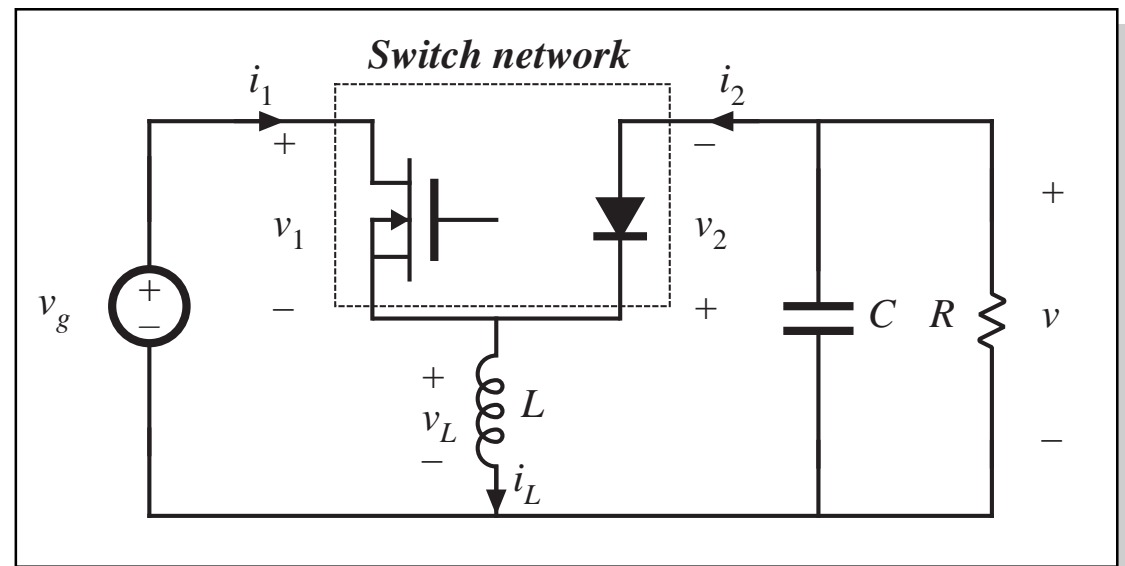 Switch network
i1
i2
+
−
v1
v2
+
vg
+
−
−
+
C
R
v
−
+
vL
−
L
iL